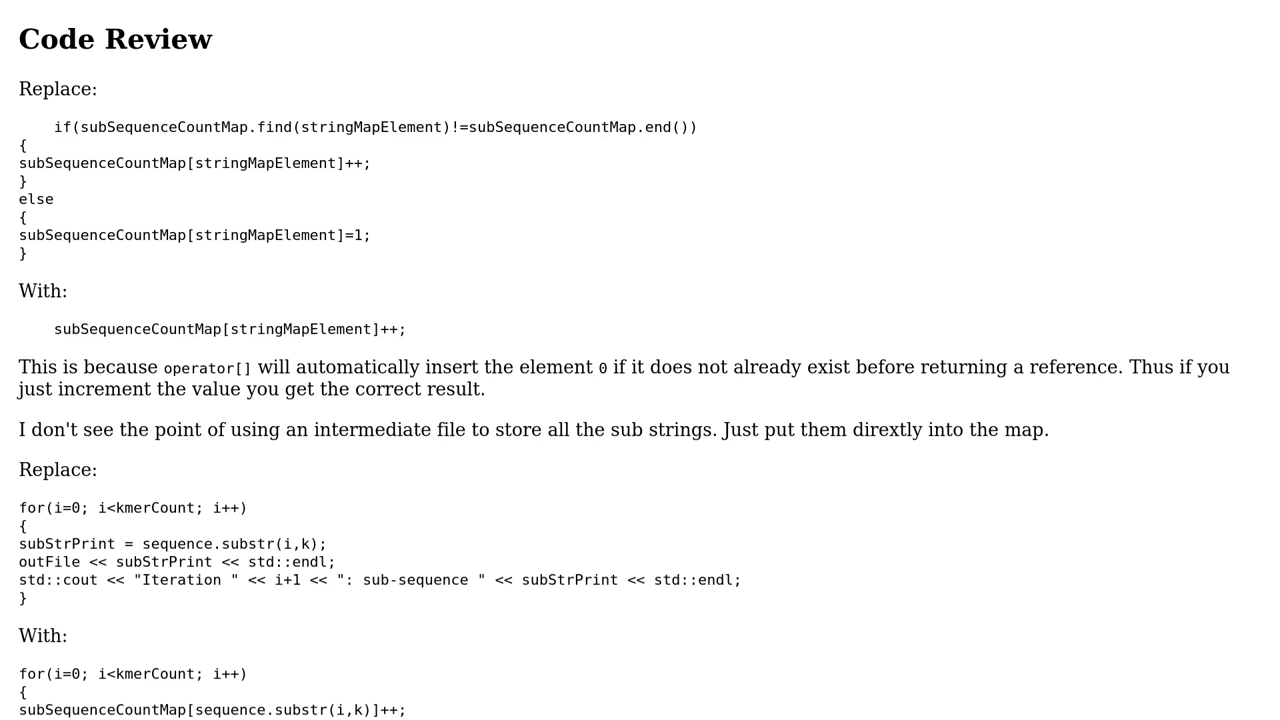 Code Review
Replace:
    if(subSequenceCountMap.find(stringMapElement)!=subSequenceCountMap.end())
{
subSequenceCountMap[stringMapElement]++;
}
else
{
subSequenceCountMap[stringMapElement]=1;
}
With:
    subSequenceCountMap[stringMapElement]++;
This is because operator[] will automatically insert the element 0 if it does not already exist before returning a reference. Thus if you
just increment the value you get the correct result.
I don't see the point of using an intermediate file to store all the sub strings. Just put them dirextly into the map.
Replace:
for(i=0; i<kmerCount; i++)
{
subStrPrint = sequence.substr(i,k);
outFile << subStrPrint << std::endl;
std::cout << "Iteration " << i+1 << ": sub-sequence " << subStrPrint << std::endl;
}
With:
for(i=0; i<kmerCount; i++)
{
subSequenceCountMap[sequence.substr(i,k)]++;